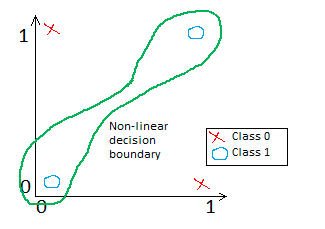 1
Non-linear
decision
boundary
Class 0
Class 1
0
0
1